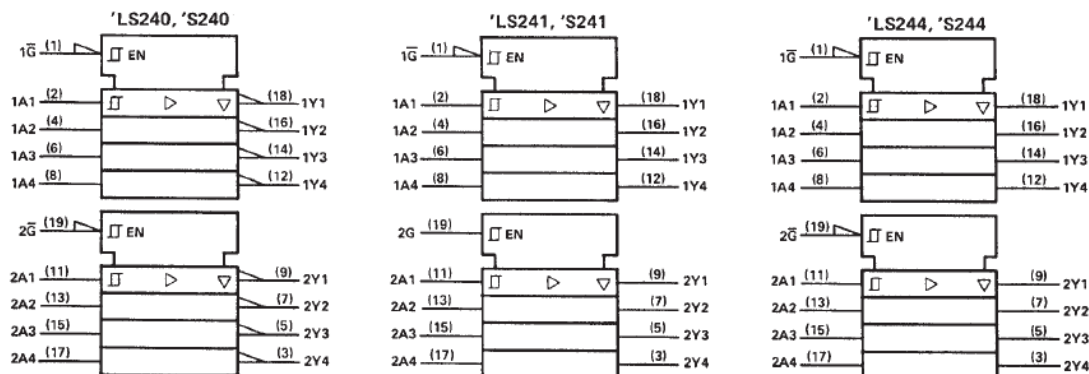 'LS240, 'S240
1G̅ (1) EN
1A1 (2) (18) 1Y1
1A2 (4) (16) 1Y2
1A3 (6) (14) 1Y3
1A4 (8) (12) 1Y4
2G̅ (19) EN
2A1 (11) (9) 2Y1
2A2 (13) (7) 2Y2
2A3 (15) (5) 2Y3
2A4 (17) (3) 2Y4
'LS241, 'S241
1G̅ (1) EN
1A1 (2) (18) 1Y1
1A2 (4) (16) 1Y2
1A3 (6) (14) 1Y3
1A4 (8) (12) 1Y4
2G (19) EN
2A1 (11) (9) 2Y1
2A2 (13) (7) 2Y2
2A3 (15) (5) 2Y3
2A4 (17) (3) 2Y4
'LS244, 'S244
1G̅ (1) EN
1A1 (2) (18) 1Y1
1A2 (4) (16) 1Y2
1A3 (6) (14) 1Y3
1A4 (8) (12) 1Y4
2G̅ (19) EN
2A1 (11) (9) 2Y1
2A2 (13) (7) 2Y2
2A3 (15) (5) 2Y3
2A4 (17) (3) 2Y4